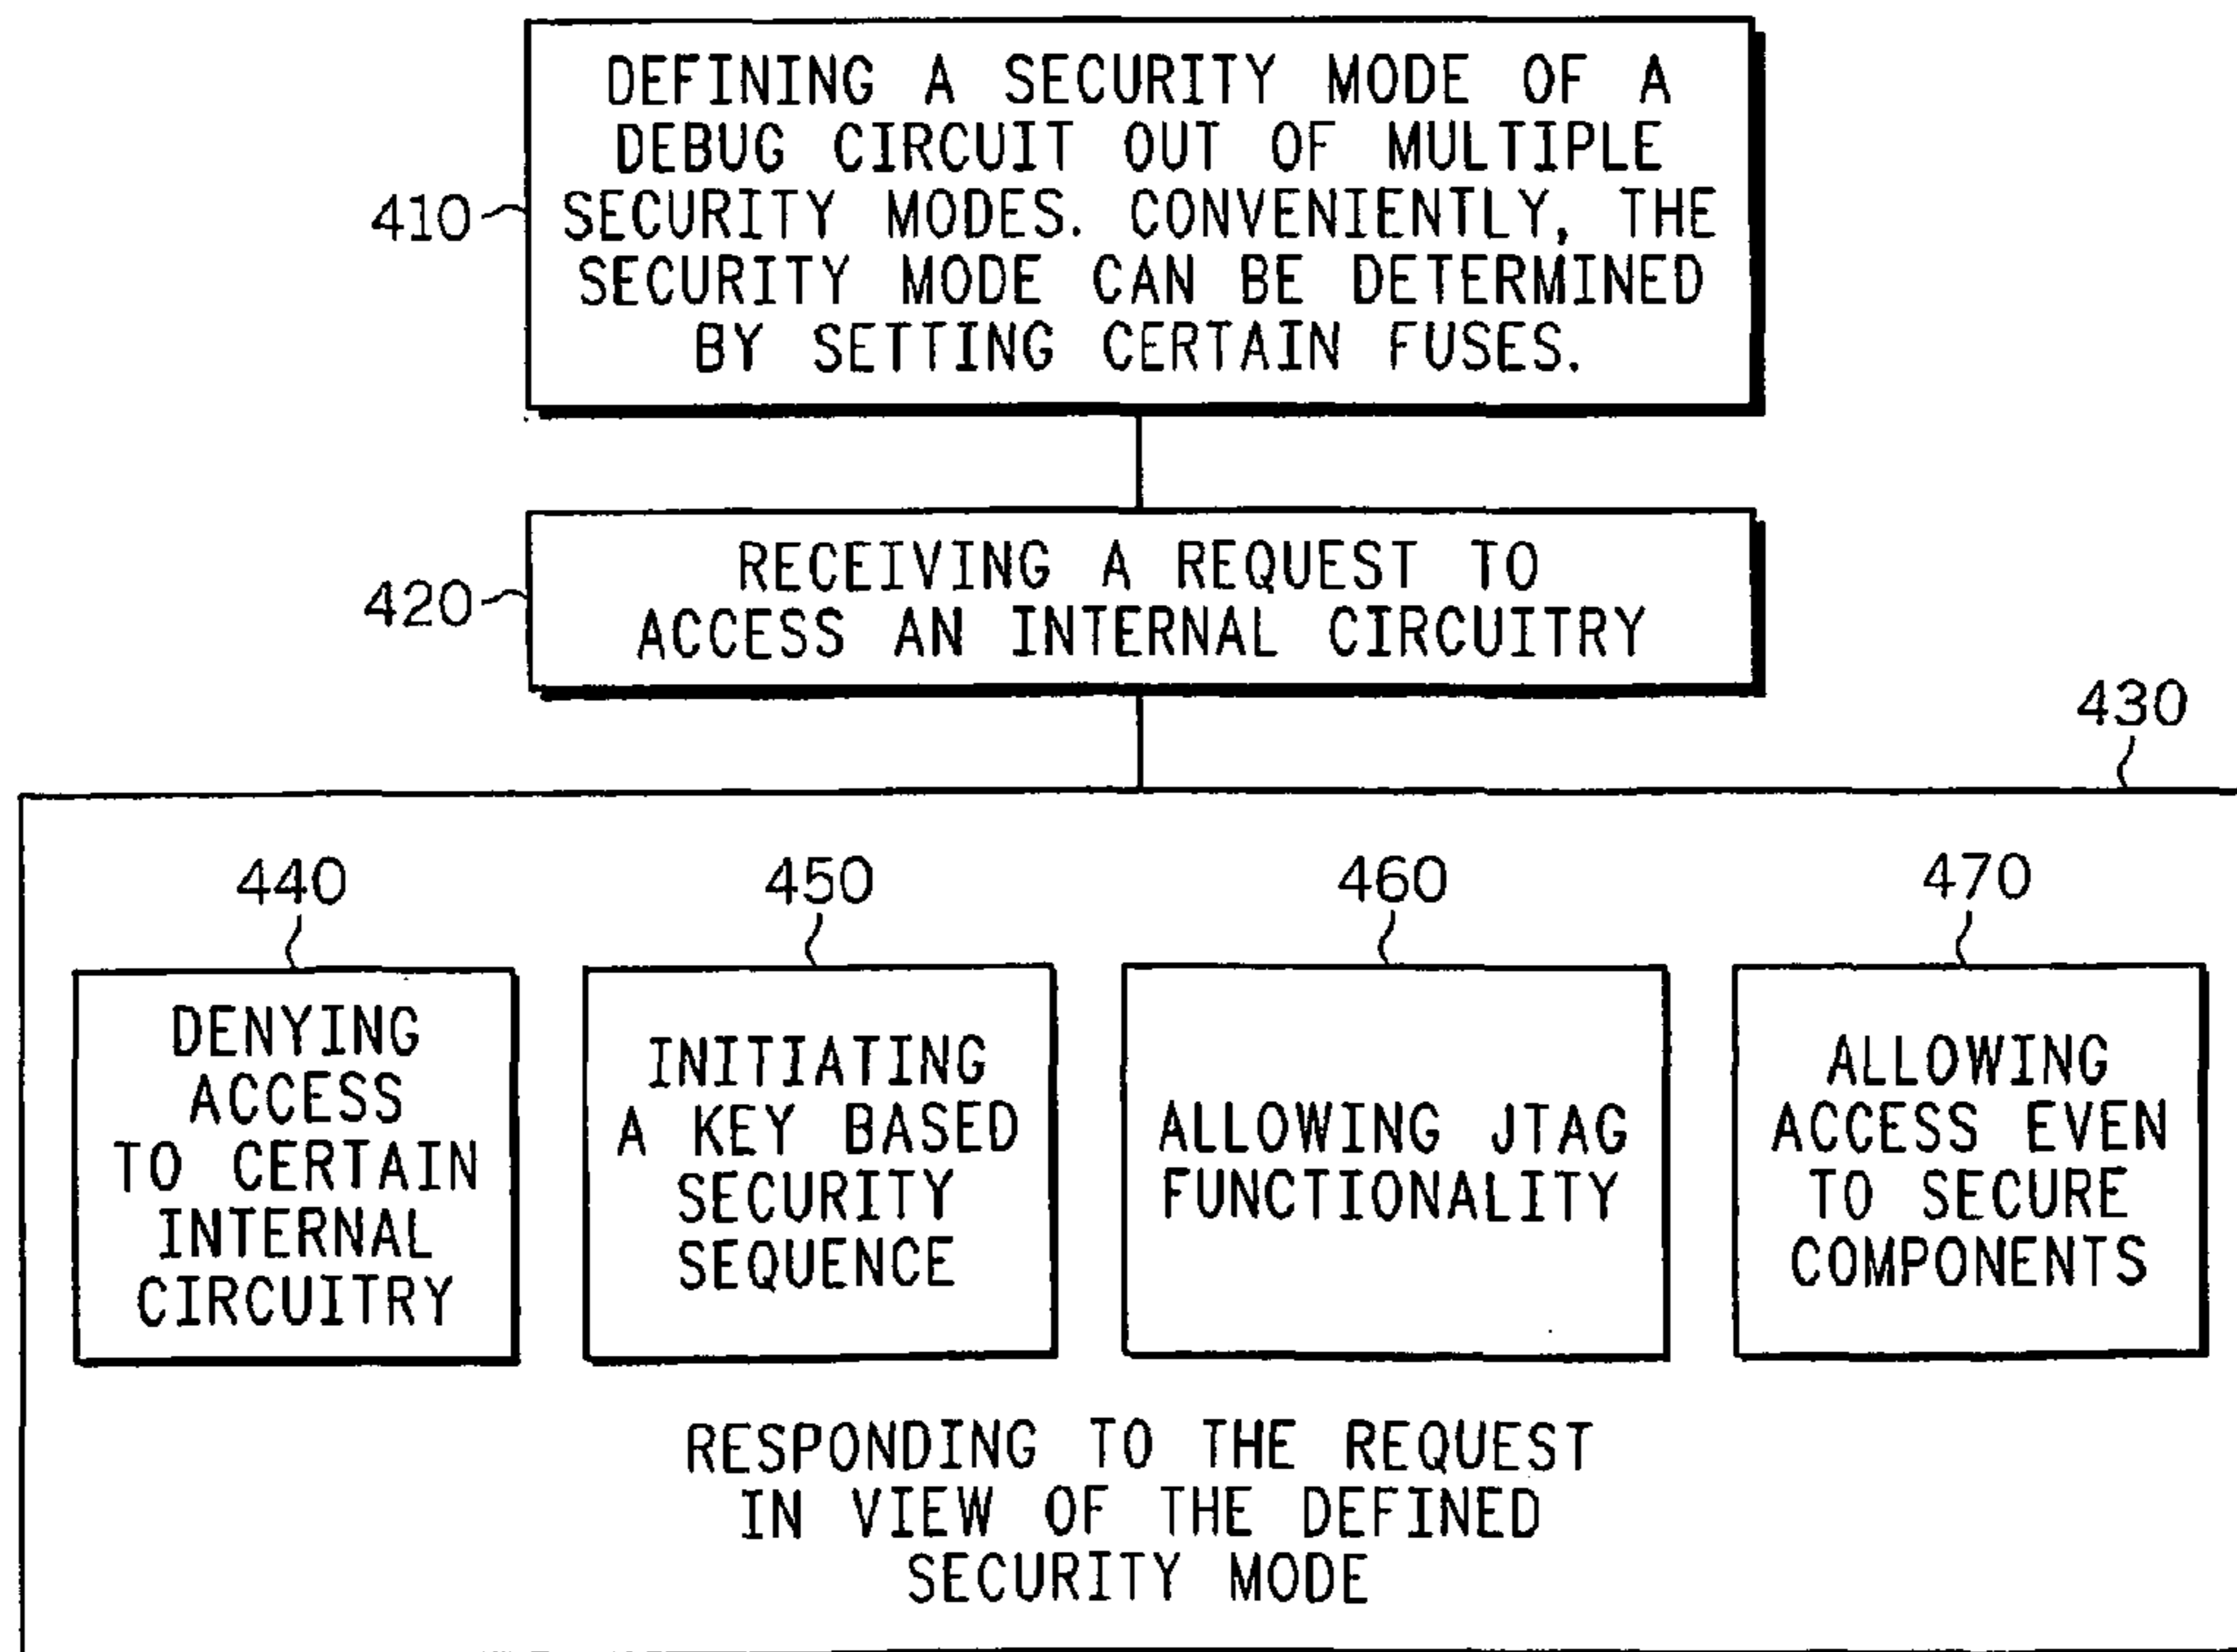 DEFINING A SECURITY MODE OF A
DEBUG CIRCUIT OUT OF MULTIPLE
SECURITY MODES. CONVENIENTLY, THE
SECURITY MODE CAN BE DETERMINED
BY SETTING CERTAIN FUSES.
410
RECEIVING A REQUEST TO
ACCESS AN INTERNAL CIRCUITRY
420
430
440
DENYING
ACCESS
TO CERTAIN
INTERNAL
CIRCUITRY
450
INITIATING
A KEY BASED
SECURITY
SEQUENCE
460
ALLOWING JTAG
FUNCTIONALITY
470
ALLOWING
ACCESS EVEN
TO SECURE
COMPONENTS
RESPONDING TO THE REQUEST
IN VIEW OF THE DEFINED
SECURITY MODE